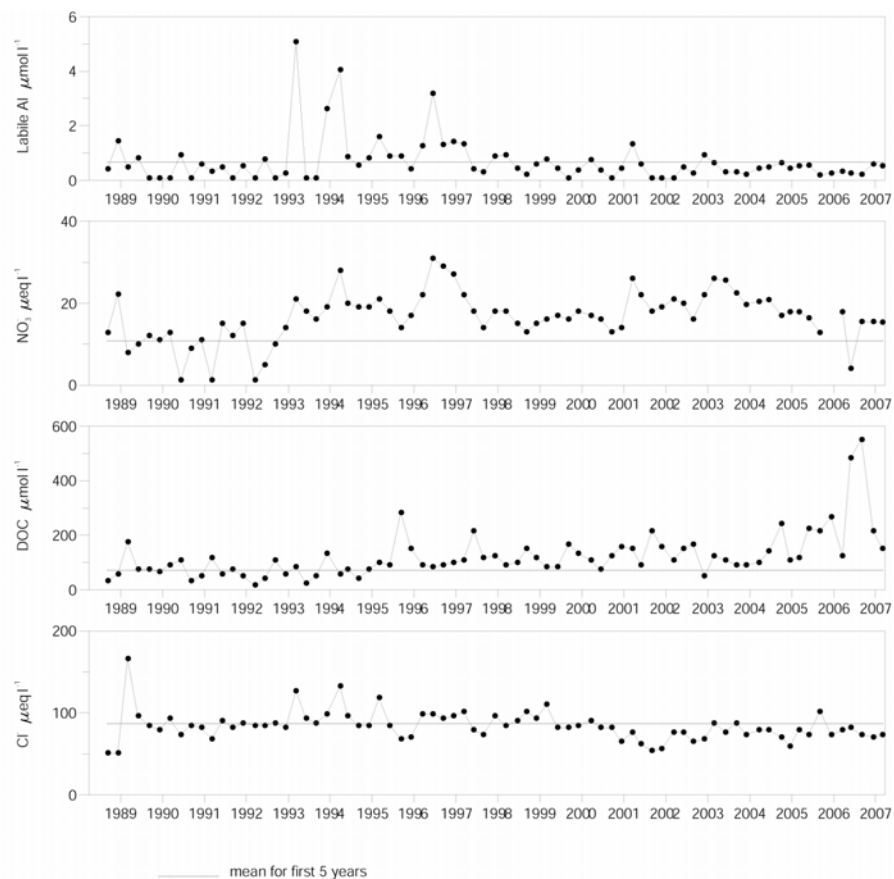 6
4
2
0
Labile Al μmol l⁻¹
1989 1990 1991 1992 1993 1994 1995 1996 1997 1998 1999 2000 2001 2002 2003 2004 2005 2006 2007
40
20
0
NO₃ μeq l⁻¹
1989 1990 1991 1992 1993 1994 1995 1996 1997 1998 1999 2000 2001 2002 2003 2004 2005 2006 2007
600
400
200
0
DOC μmol l⁻¹
1989 1990 1991 1992 1993 1994 1995 1996 1997 1998 1999 2000 2001 2002 2003 2004 2005 2006 2007
200
100
0
Cl μeq l⁻¹
1989 1990 1991 1992 1993 1994 1995 1996 1997 1998 1999 2000 2001 2002 2003 2004 2005 2006 2007
mean for first 5 years